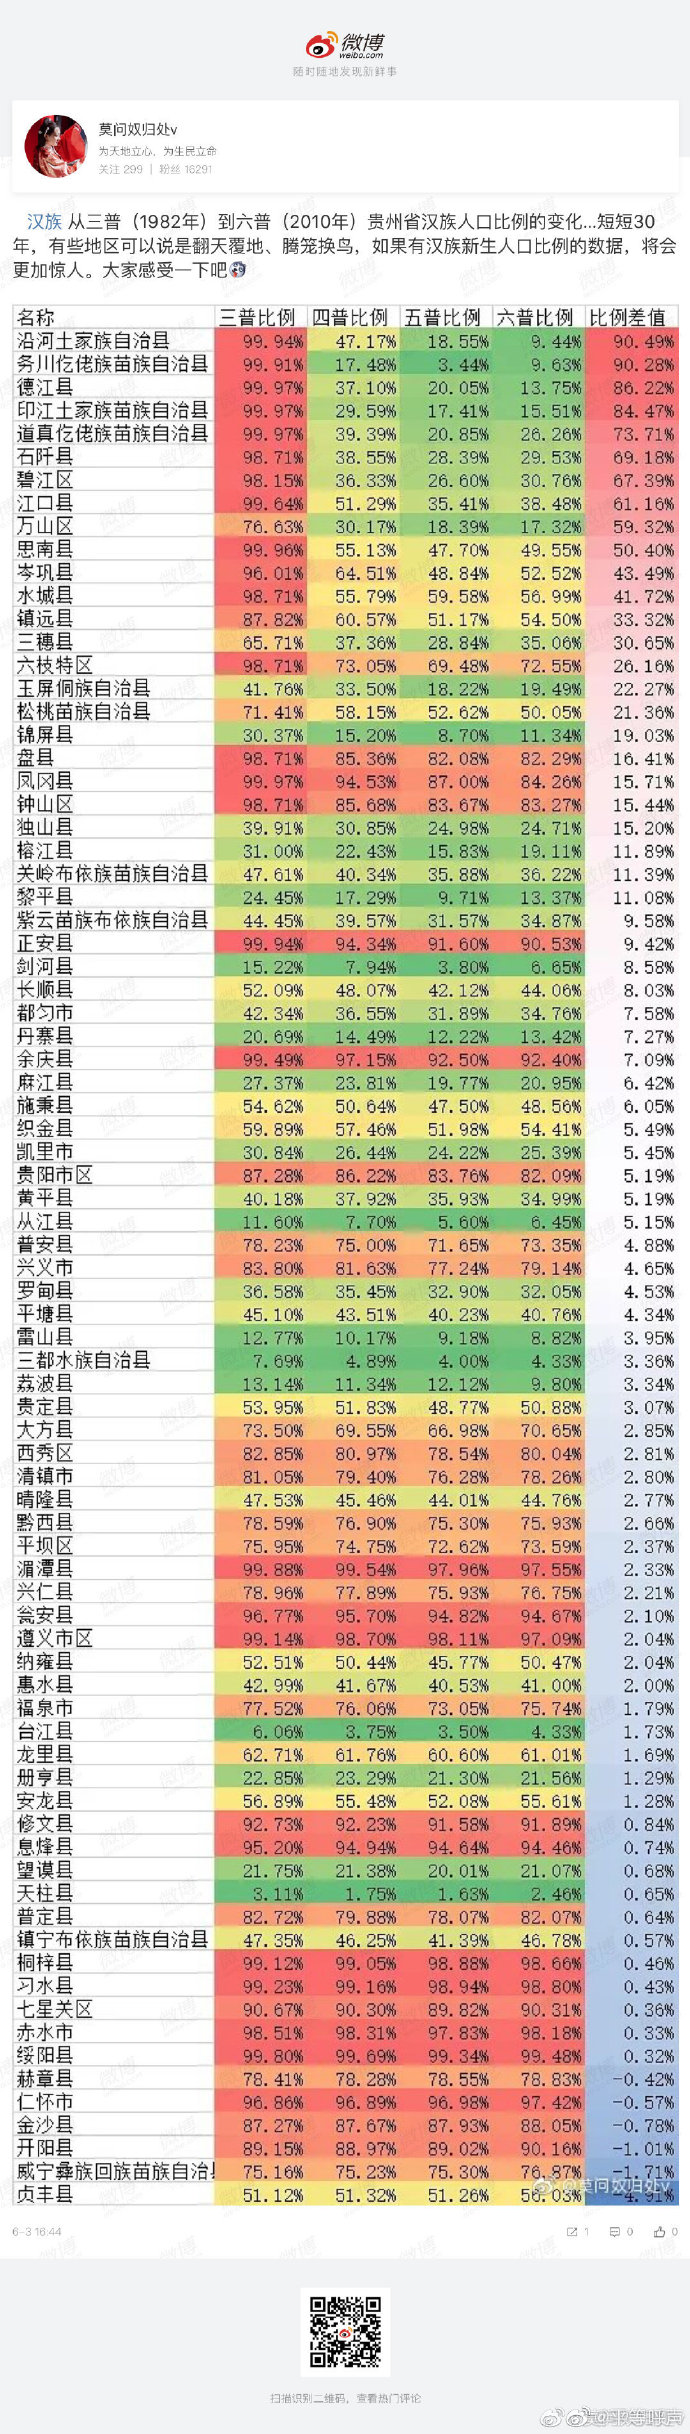 微博
weibo.com
随时随地发现新鲜事
莫问奴归处v
为天地立心，为生民立命
关注 299 | 粉丝 16291
汉族 从三普（1982年）到六普（2010年）贵州省汉族人口比例的变化...短短30
年，有些地区可以说是翻天覆地、腾笼换鸟，如果有汉族新生人口比例的数据，将会
更加惊人。大家感受一下吧
名称 三普比例 四普比例 五普比例 六普比例 比例差值
沿河土家族自治县 99.94% 47.17% 18.55% 9.44% 90.49%
务川仡佬族苗族自治县 99.91% 17.48% 3.44% 9.63% 90.28%
德江县 99.97% 37.10% 20.05% 13.75% 86.22%
印江土家族苗族自治县 99.97% 29.59% 17.41% 15.51% 84.47%
道真仡佬族苗族自治县 99.97% 39.39% 20.85% 26.26% 73.71%
石阡县 98.71% 38.55% 28.39% 29.53% 69.18%
碧江区 98.15% 36.33% 26.60% 30.76% 67.39%
江口县 99.64% 51.29% 35.41% 38.48% 61.16%
万山区 76.63% 30.17% 18.39% 17.32% 59.32%
思南县 99.96% 55.13% 47.70% 49.55% 50.40%
岑巩县 96.01% 64.51% 48.84% 52.52% 43.49%
水城县 98.71% 55.79% 59.58% 56.99% 41.72%
镇远县 87.82% 60.57% 51.17% 54.50% 33.32%
三穗县 65.71% 37.36% 28.84% 35.06% 30.65%
六枝特区 98.71% 73.05% 69.48% 72.55% 26.16%
玉屏侗族自治县 41.76% 33.50% 18.22% 19.49% 22.27%
松桃苗族自治县 71.41% 58.15% 52.62% 50.05% 21.36%
锦屏县 30.37% 15.20% 8.70% 11.34% 19.03%
盘县 98.71% 85.36% 82.08% 82.29% 16.41%
凤冈县 99.97% 94.53% 87.00% 84.26% 15.71%
钟山区 98.71% 85.68% 83.67% 83.27% 15.44%
独山县 39.91% 30.85% 24.98% 24.71% 15.20%
榕江县 31.00% 22.43% 15.83% 19.11% 11.89%
关岭布依族苗族自治县 47.61% 40.34% 35.88% 36.22% 11.39%
黎平县 24.45% 17.29% 9.71% 13.37% 11.08%
紫云苗族布依族自治县 44.45% 39.57% 31.57% 34.87% 9.58%
正安县 99.94% 94.34% 91.60% 90.53% 9.42%
剑河县 15.22% 7.94% 3.80% 6.65% 8.58%
长顺县 52.09% 48.07% 42.12% 44.06% 8.03%
都匀市 42.34% 36.55% 31.89% 34.76% 7.58%
丹寨县 20.69% 14.49% 12.22% 13.42% 7.27%
余庆县 99.49% 97.15% 92.50% 92.40% 7.09%
麻江县 27.37% 23.81% 19.77% 20.95% 6.42%
施秉县 54.62% 50.64% 47.50% 48.56% 6.05%
织金县 59.89% 57.46% 51.98% 54.41% 5.49%
凯里市 30.84% 26.44% 24.22% 25.39% 5.45%
贵阳市区 87.28% 86.22% 83.76% 82.09% 5.19%
黄平县 40.18% 37.92% 35.93% 34.99% 5.19%
从江县 11.60% 7.70% 5.60% 6.45% 5.15%
普安县 78.23% 75.00% 71.65% 73.35% 4.88%
兴义市 83.80% 81.63% 77.24% 79.14% 4.65%
罗甸县 36.58% 35.45% 32.90% 32.05% 4.53%
平塘县 45.10% 43.51% 40.23% 40.76% 4.34%
雷山县 12.77% 10.17% 9.18% 8.82% 3.95%
三都水族自治县 7.69% 4.89% 4.00% 4.33% 3.36%
荔波县 13.14% 11.34% 12.12% 9.80% 3.34%
贵定县 53.95% 51.83% 48.77% 50.88% 3.07%
大方县 73.50% 69.55% 66.98% 70.65% 2.85%
西秀区 82.85% 80.97% 78.54% 80.04% 2.81%
清镇市 81.05% 79.40% 76.28% 78.26% 2.80%
晴隆县 47.53% 45.46% 44.01% 44.76% 2.77%
黔西县 78.59% 76.90% 75.30% 75.93% 2.66%
平坝区 75.95% 74.75% 72.62% 73.59% 2.37%
湄潭县 99.88% 99.54% 97.96% 97.55% 2.33%
兴仁县 78.96% 77.89% 75.93% 76.75% 2.21%
瓮安县 96.77% 95.70% 94.82% 94.67% 2.10%
遵义市区 99.14% 98.70% 98.11% 97.09% 2.04%
纳雍县 52.51% 50.44% 45.77% 50.47% 2.04%
惠水县 42.99% 41.67% 40.53% 41.00% 2.00%
福泉市 77.52% 76.06% 73.05% 75.74% 1.79%
台江县 6.06% 3.75% 3.50% 4.33% 1.73%
龙里县 62.71% 61.76% 60.60% 61.01% 1.69%
册亨县 22.85% 23.29% 21.30% 21.56% 1.29%
安龙县 56.89% 55.48% 52.08% 55.61% 1.28%
修文县 92.73% 92.23% 91.58% 91.89% 0.84%
息烽县 95.20% 94.94% 94.64% 94.46% 0.74%
望谟县 21.75% 21.38% 20.01% 21.07% 0.68%
天柱县 3.11% 1.75% 1.63% 2.46% 0.65%
普定县 82.72% 79.88% 78.07% 82.07% 0.64%
镇宁布依族苗族自治县 47.35% 46.25% 41.39% 46.78% 0.57%
桐梓县 99.12% 99.05% 98.88% 98.66% 0.46%
习水县 99.23% 99.16% 98.94% 98.80% 0.43%
七星关区 90.67% 90.30% 89.82% 90.31% 0.36%
赤水市 98.51% 98.31% 97.83% 98.18% 0.33%
绥阳县 99.80% 99.69% 99.34% 99.48% 0.32%
赫章县 78.41% 78.28% 78.55% 78.83% -0.42%
仁怀市 96.86% 96.89% 96.98% 97.42% -0.57%
金沙县 87.27% 87.67% 87.93% 88.05% -0.78%
开阳县 89.15% 88.97% 89.02% 90.16% -1.01%
威宁彝族回族苗族自治 75.16% 75.23% 75.30% 76.87% -1.71%
贞丰县 51.12% 51.32% 51.26% 56.03% -4.91%
@莫问奴归处v
6-3 16:44 1 0 0
扫描识别二维码，查看热门评论
@平等呼声